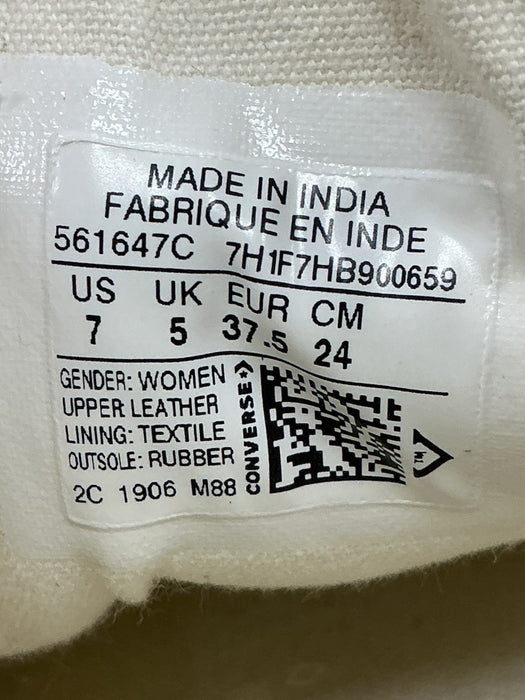 MADE IN INDIA
FABRIQUE EN INDE
561647C 7H1F7HB900659
US UK EUR CM
7 5 37.5 24
GENDER: WOMEN
UPPER LEATHER
LINING: TEXTILE
OUTSOLE: RUBBER
2C 1906 M88
CONVERSE
TM